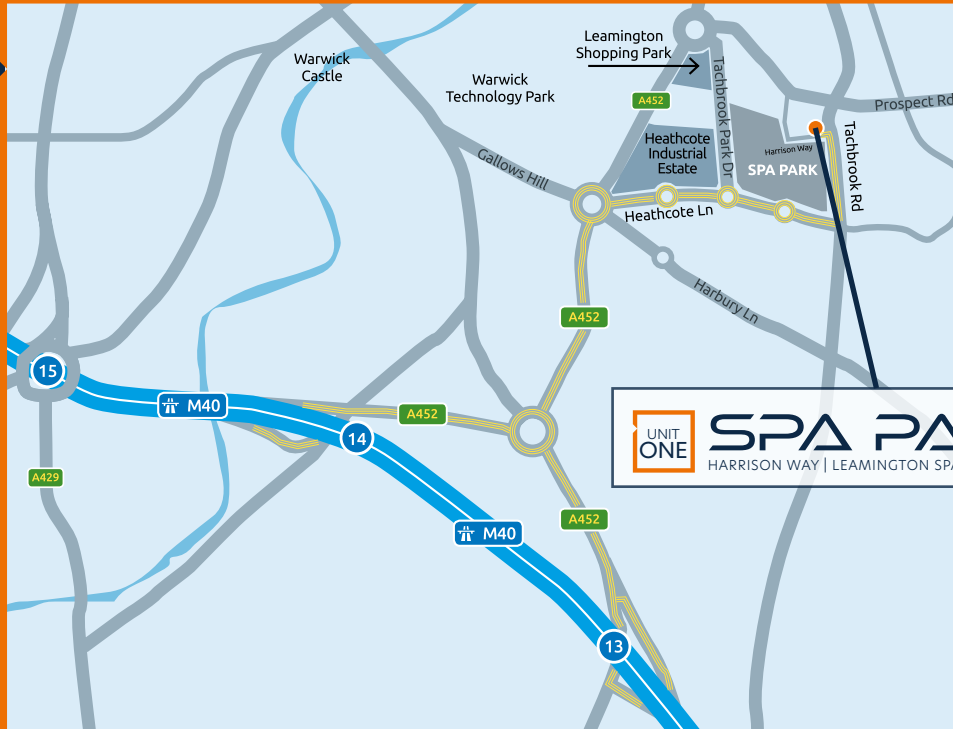 Leamington
Shopping Park
Warwick
Castle
Warwick
Technology Park
A452
Tachbrook Park Dr
Prospect Rd
Heathcote
Industrial
Estate
Harrison Way
SPA PARK
Tachbrook Rd
Gallows Hill
Heathcote Ln
Harbury Ln
A452
15
M40
A452
14
A429
UNIT
ONE
SPA PA
HARRISON WAY | LEAMINGTON SPA
A452
M40
13